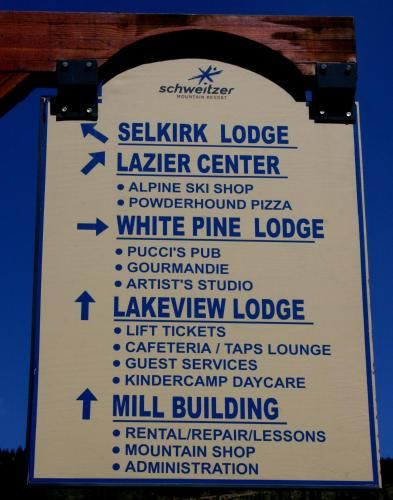 schweitzer
MOUNTAIN RESORT
SELKIRK LODGE
LAZIER CENTER
• ALPINE SKI SHOP
• POWDERHOUND PIZZA
WHITE PINE LODGE
• PUCCI'S PUB
• GOURMANDIE
• ARTIST'S STUDIO
LAKEVIEW LODGE
• LIFT TICKETS
• CAFETERIA / TAPS LOUNGE
• GUEST SERVICES
• KINDERCAMP DAYCARE
MILL BUILDING
• RENTAL/REPAIR/LESSONS
• MOUNTAIN SHOP
• ADMINISTRATION